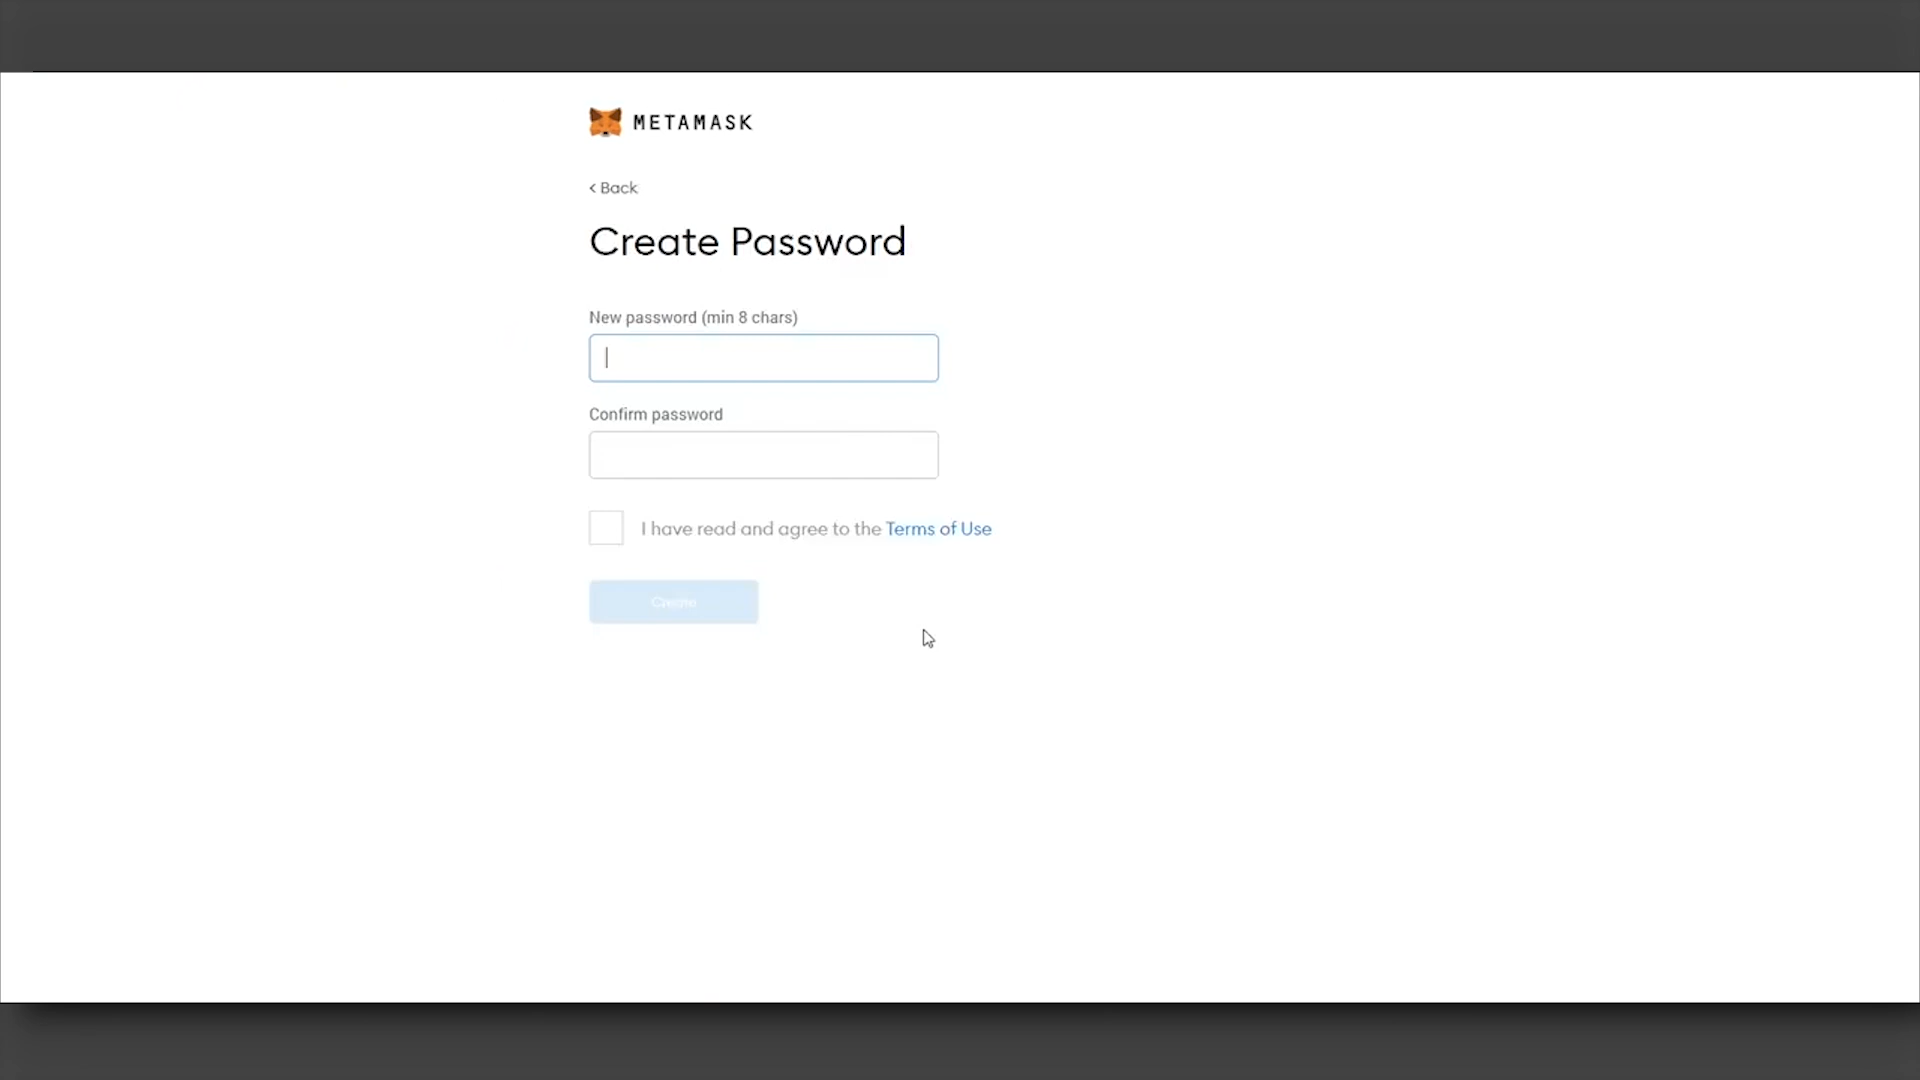 METAMASK
< Back
Create Password
New password (min 8 chars)
Confirm password
I have read and agree to the Terms of Use
Create